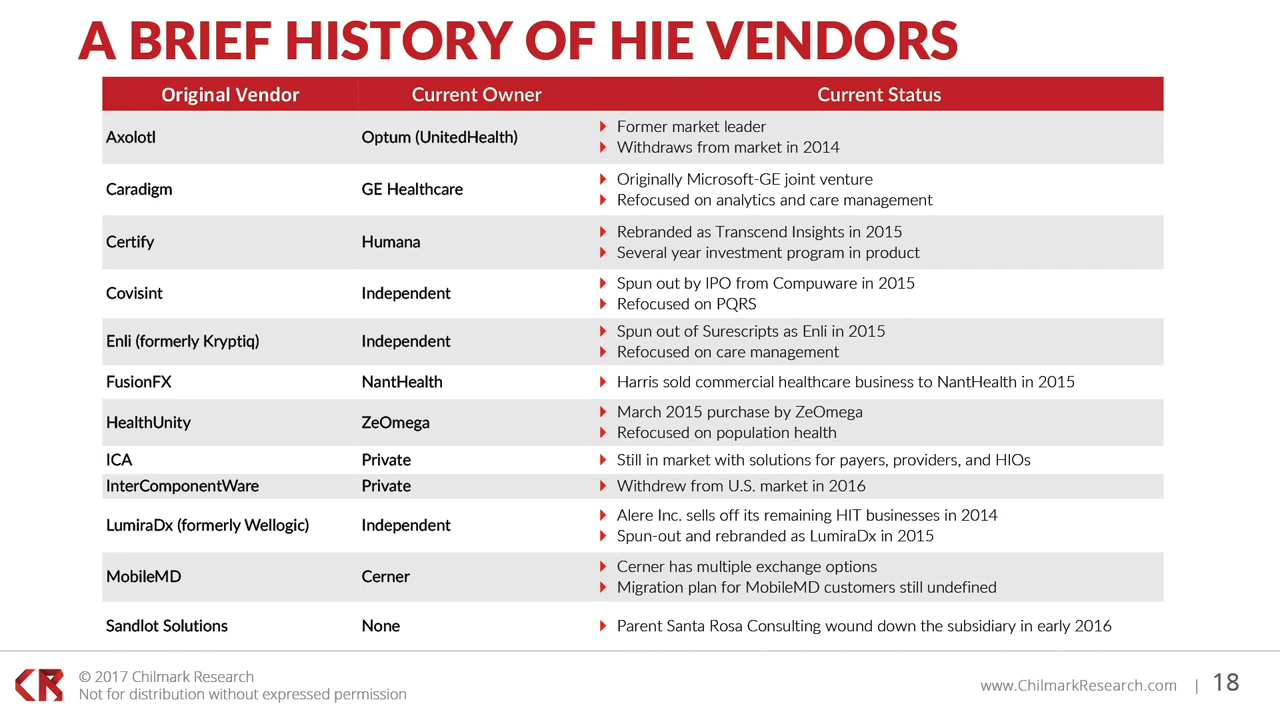 A BRIEF HISTORY OF HIE VENDORS
Original Vendor Current Owner Current Status
Axolotl Optum (UnitedHealth)
Former market leader
Withdraws from market in 2014
Caradigm GE Healthcare
Originally Microsoft-GE joint venture
Refocused on analytics and care management
Certify Humana
Rebranded as Transcend Insights in 2015
Several year investment program in product
Covisint Independent
Spun out by IPO from Compuware in 2015
Refocused on PQRS
Enli (formerly Kryptiq) Independent
Spun out of Surescripts as Enli in 2015
Refocused on care management
FusionFX NantHealth Harris sold commercial healthcare business to NantHealth in 2015
HealthUnity ZeOmega
March 2015 purchase by ZeOmega
Refocused on population health
ICA Private Still in market with solutions for payers, providers, and HIOs
InterComponentWare Private Withdrew from U.S. market in 2016
LumiraDx (formerly Wellogic) Independent
Alere Inc. sells off its remaining HIT businesses in 2014
Spun-out and rebranded as LumiraDx in 2015
MobileMD Cerner
Cerner has multiple exchange options
Migration plan for MobileMD customers still undefined
Sandlot Solutions None Parent Santa Rosa Consulting wound down the subsidiary in early 2016
CR
© 2017 Chilmark Research
Not for distribution without expressed permission
www.ChilmarkResearch.com | 18